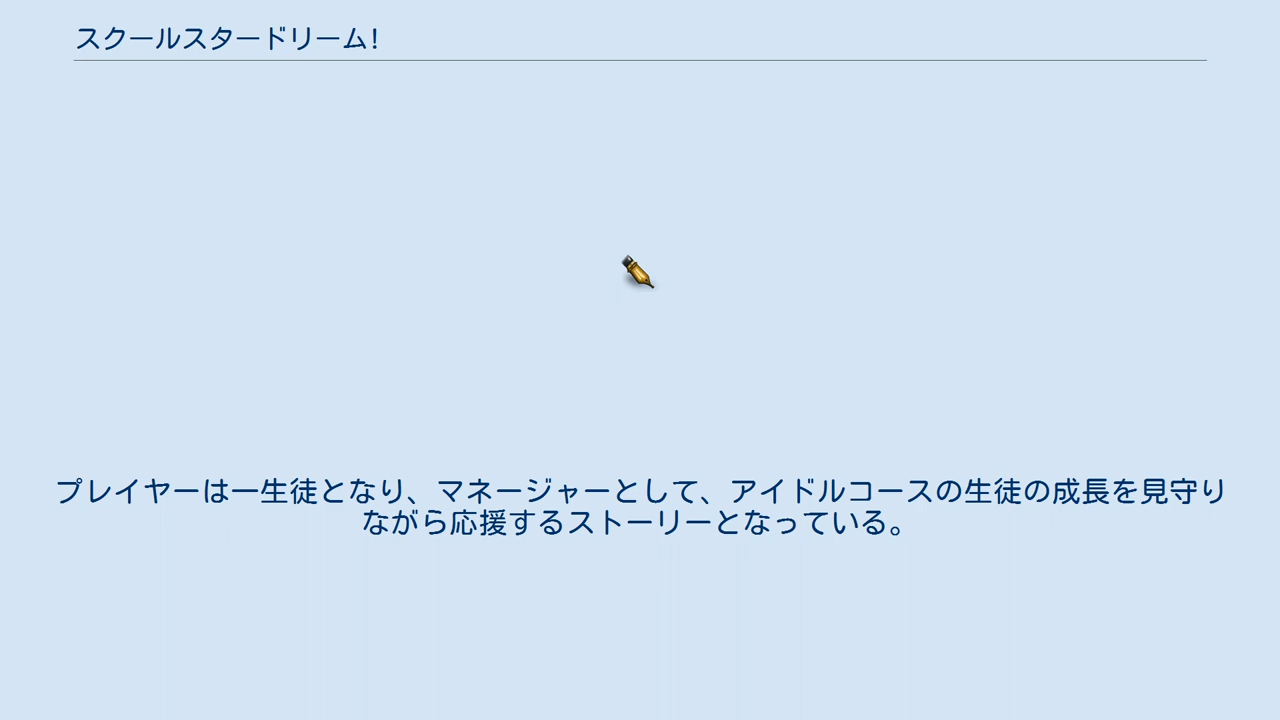 スクールスタードリーム!
プレイヤーは一生徒となり、マネージャーとして、アイドルコースの生徒の成長を見守り
ながら応援するストーリーとなっている。